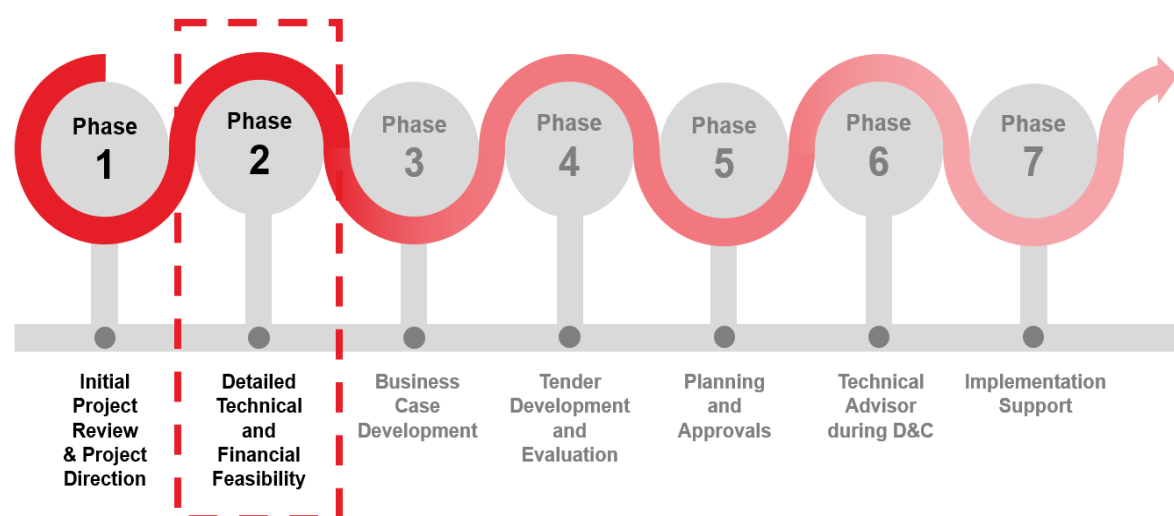 Phase
1
Phase
2
Phase
3
Phase
4
Phase
5
Phase
6
Phase
7
Initial
Project
Review
& Project
Direction
Detailed
Technical
and
Financial
Feasibility
Business
Case
Development
Tender
Development
and
Evaluation
Planning
and
Approvals
Technical
Advisor
during D&C
Implementation
Support